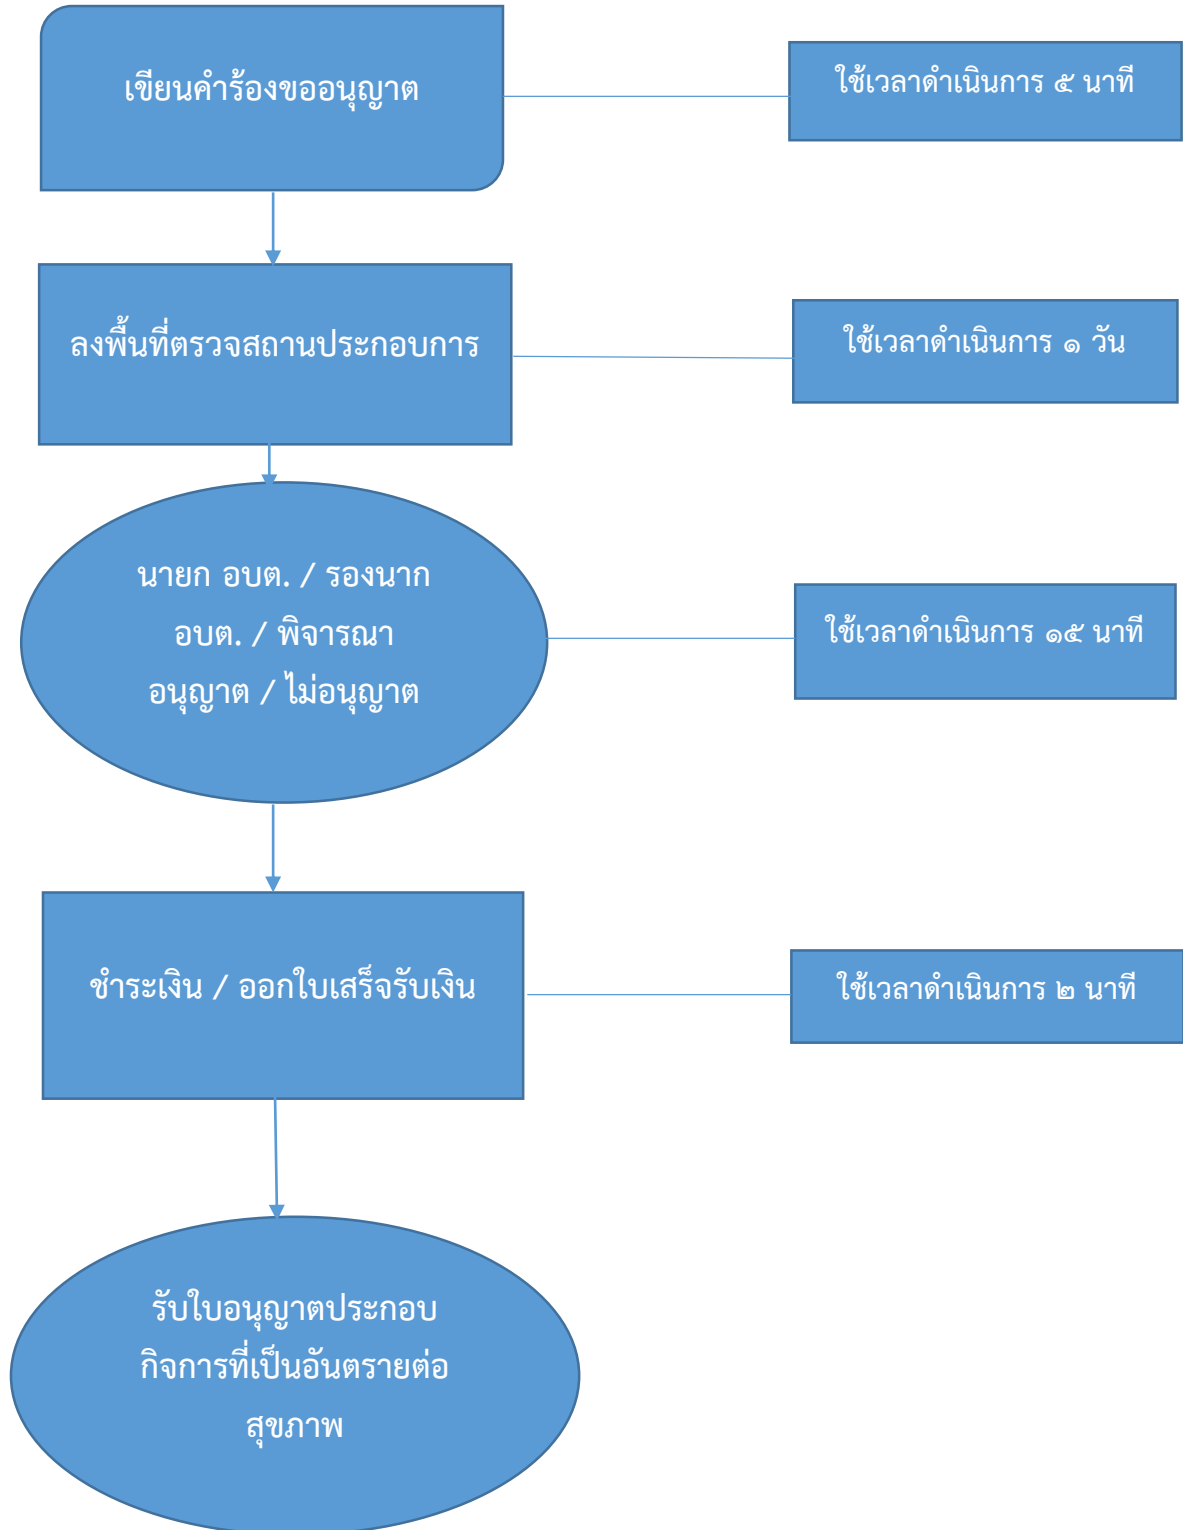 เขียนคำร้องขออนุญาต
ใช้เวลาดำเนินการ ๕ นาที
ลงพื้นที่ตรวจสถานประกอบการ
ใช้เวลาดำเนินการ ๑ วัน
นายก อบต. / รองนาก
อบต. / พิจารณา
อนุญาต / ไม่อนุญาต
ใช้เวลาดำเนินการ ๑๕ นาที
ชำระเงิน / ออกใบเสร็จรับเงิน
ใช้เวลาดำเนินการ ๒ นาที
รับใบอนุญาตประกอบ
กิจการที่เป็นอันตรายต่อ
สุขภาพ